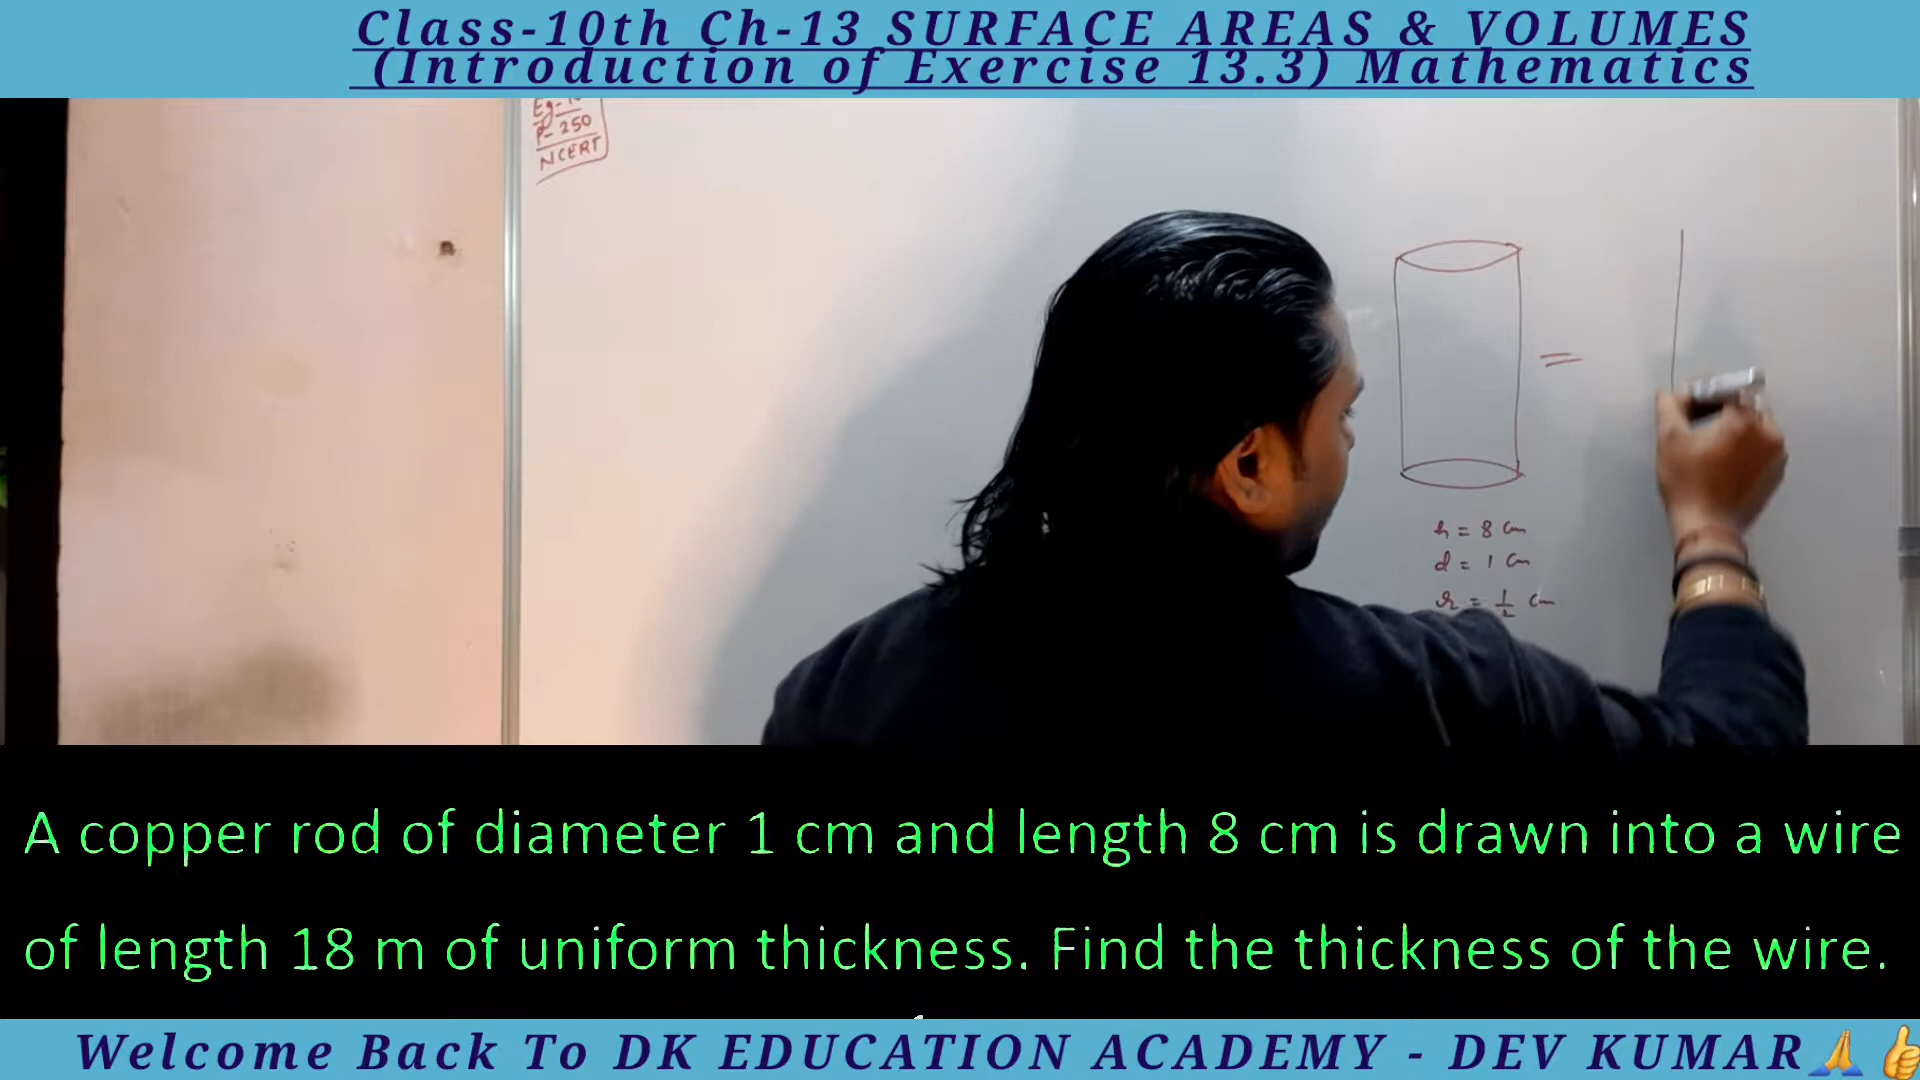 Class-10th Ch-13 SURFACE AREAS & VOLUMES
(Introduction of Exercise 13.3) Mathematics
P- 250
NCERT
=
h = 8 cm
d = 1 cm
r = 1/2 cm
A copper rod of diameter 1 cm and length 8 cm is drawn into a wire
of length 18 m of uniform thickness. Find the thickness of the wire.
Welcome Back To DK EDUCATION ACADEMY - DEV KUMAR🙏👍